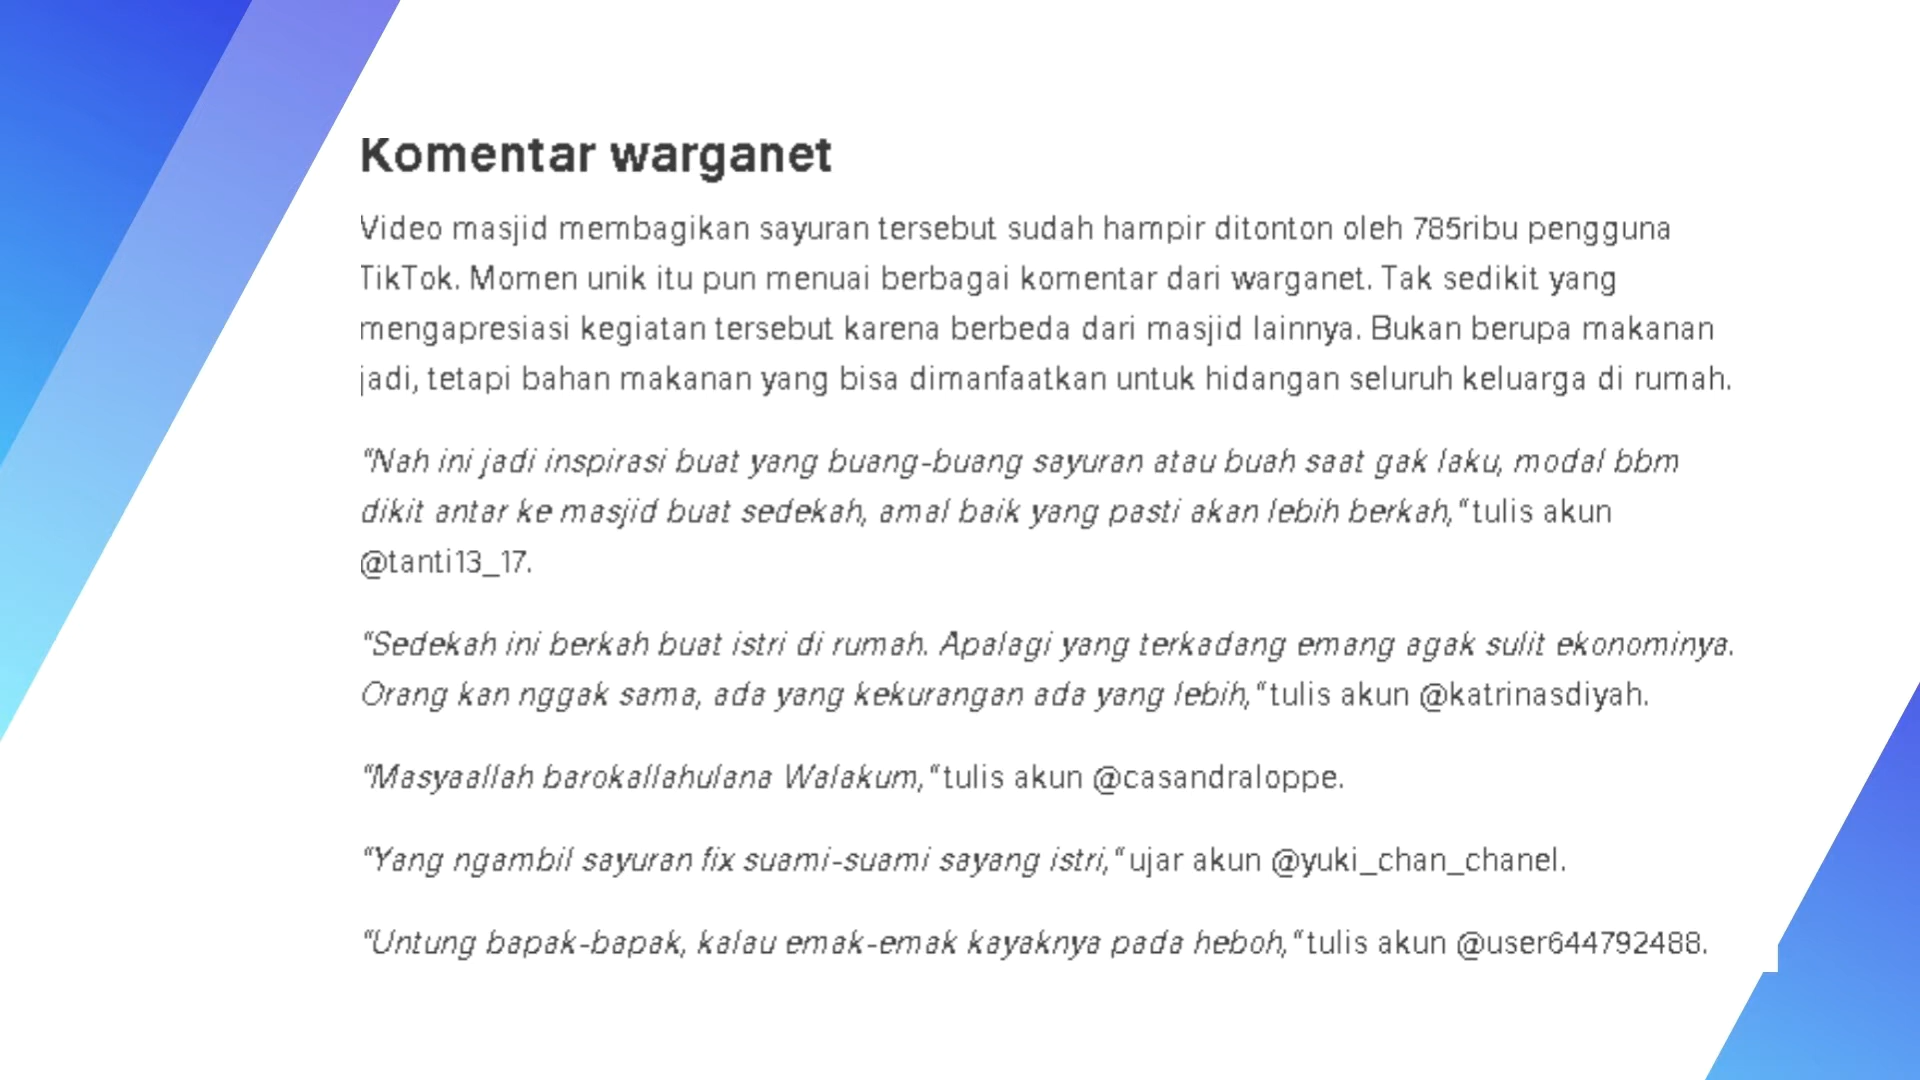 Komentar warganet
Video masjid membagikan sayuran tersebut sudah hampir ditonton oleh 785ribu pengguna
TikTok. Momen unik itu pun menuai berbagai komentar dari warganet. Tak sedikit yang
mengapresiasi kegiatan tersebut karena berbeda dari masjid lainnya. Bukan berupa makanan
jadi, tetapi bahan makanan yang bisa dimanfaatkan untuk hidangan seluruh keluarga di rumah.
“Nah ini jadi inspirasi buat yang buang-buang sayuran atau buah saat gak laku, modal bbm
dikit antar ke masjid buat sedekah, amal baik yang pasti akan lebih berkah,“ tulis akun
@tanti13_17.
“Sedekah ini berkah buat istri di rumah. Apalagi yang terkadang emang agak sulit ekonominya.
Orang kan nggak sama, ada yang kekurangan ada yang lebih,“ tulis akun @katrinasdiyah.
“Masyaallah barokallahulana Walakum,“ tulis akun @casandraloppe.
“Yang ngambil sayuran fix suami-suami sayang istri,“ ujar akun @yuki_chan_chanel.
“Untung bapak-bapak, kalau emak-emak kayaknya pada heboh,“ tulis akun @user644792488.